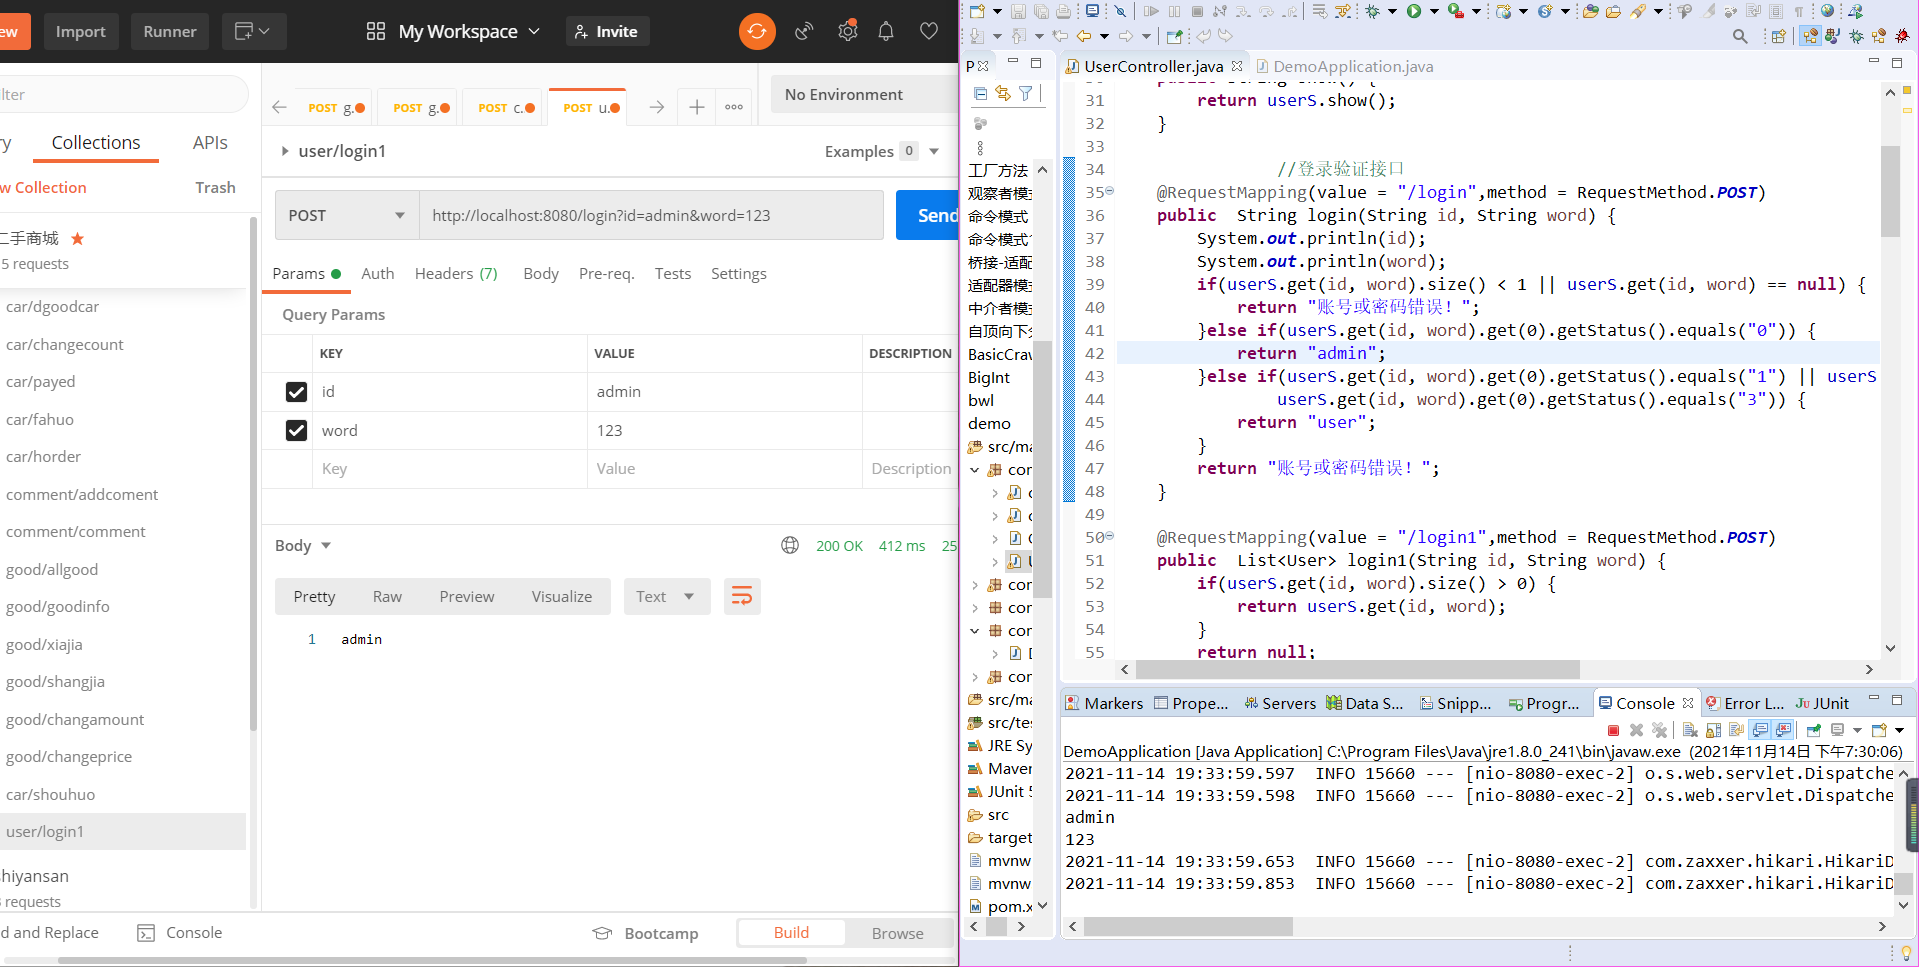 ew
Import
Runner
My Workspace
Invite
lter
POST g.
POST g.
POST c.
POST u.
No Environment
ry
Collections
APIs
user/login1
Examples 0
w Collection
Trash
二手商城
5 requests
car/dgoodcar
car/changecount
car/payed
car/fahuo
car/horder
comment/addcoment
comment/comment
good/allgood
good/goodinfo
good/xiajia
good/shangjia
good/changamount
good/changeprice
car/shouhuo
user/login1
shiyansan
requests
d and Replace
Console
POST
http://localhost:8080/login?id=admin&word=123
Send
Params
Auth
Headers (7)
Body
Pre-req.
Tests
Settings
Query Params
KEY
VALUE
DESCRIPTION
id
admin
word
123
Key
Value
Description
Body
200 OK
412 ms
25
Pretty
Raw
Preview
Visualize
Text
1 admin
Bootcamp
Build
Browse
P
工厂方法
观察者模式
命令模式
命令模式
桥接-适配
适配器模式
中介者模式
自顶向下
BasicCraw
BigInt
bwl
demo
src/ma
com
com
com
com
com
src/ma
src/tes
JRE Sy
Maven
JUnit 5
src
target
mvnw
mvnw.
pom.x
UserController.java
DemoApplication.java
31 return userS.show();
32 }
33
34 //登录验证接口
35 @RequestMapping(value = "/login",method = RequestMethod.POST)
36 public  String login(String id, String word) {
37 System.out.println(id);
38 System.out.println(word);
39 if(userS.get(id, word).size() < 1 || userS.get(id, word) == null) {
40 return "账号或密码错误！";
41 }else if(userS.get(id, word).get(0).getStatus().equals("0")) {
42 return "admin";
43 }else if(userS.get(id, word).get(0).getStatus().equals("1") || userS
44 userS.get(id, word).get(0).getStatus().equals("3")) {
45 return "user";
46 }
47 return "账号或密码错误！";
48 }
49
50 @RequestMapping(value = "/login1",method = RequestMethod.POST)
51 public  List<User> login1(String id, String word) {
52 if(userS.get(id, word).size() > 0) {
53 return userS.get(id, word);
54 }
55 return null;
Markers
Prope...
Servers
Data S...
Snipp...
Progr...
Console
Error L...
JUnit
DemoApplication [Java Application] C:\Program Files\Java\jre1.8.0_241\bin\javaw.exe (2021年11月14日 下午7:30:06)
2021-11-14 19:33:59.597  INFO 15660 --- [nio-8080-exec-2] o.s.web.servlet.Dispatche
2021-11-14 19:33:59.598  INFO 15660 --- [nio-8080-exec-2] o.s.web.servlet.Dispatche
admin
123
2021-11-14 19:33:59.653  INFO 15660 --- [nio-8080-exec-2] com.zaxxer.hikari.HikariD
2021-11-14 19:33:59.853  INFO 15660 --- [nio-8080-exec-2] com.zaxxer.hikari.HikariD